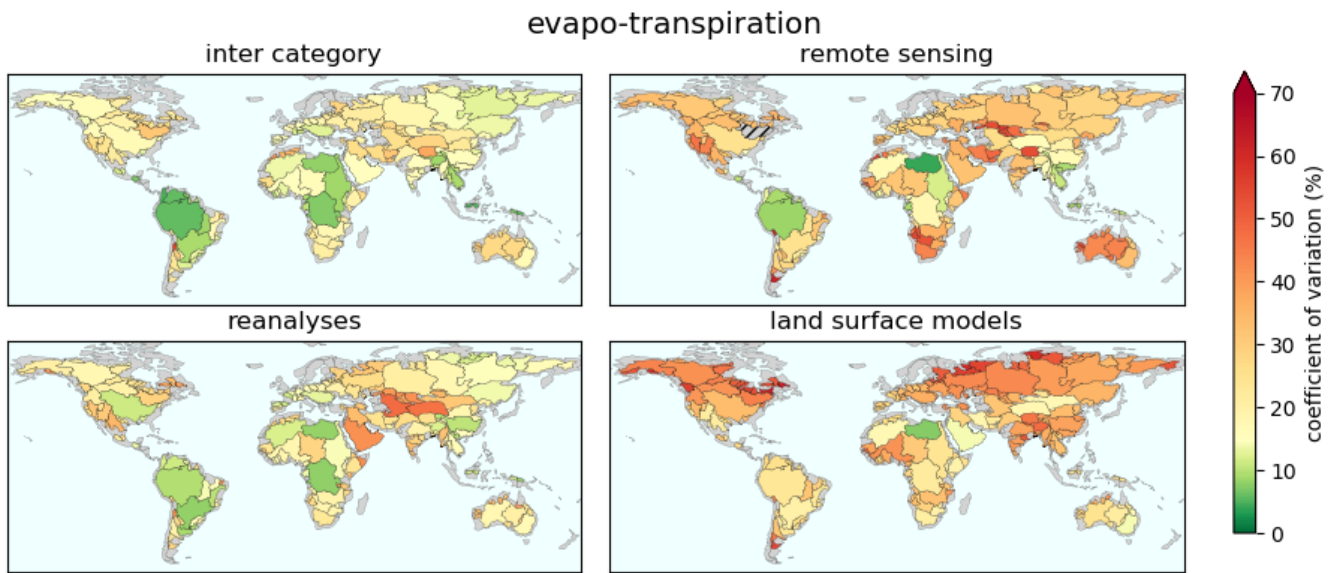 evapo-transpiration
inter category
remote sensing
reanalyses
land surface models
70
60
50
40
30
20
10
0
coefficient of variation (%)